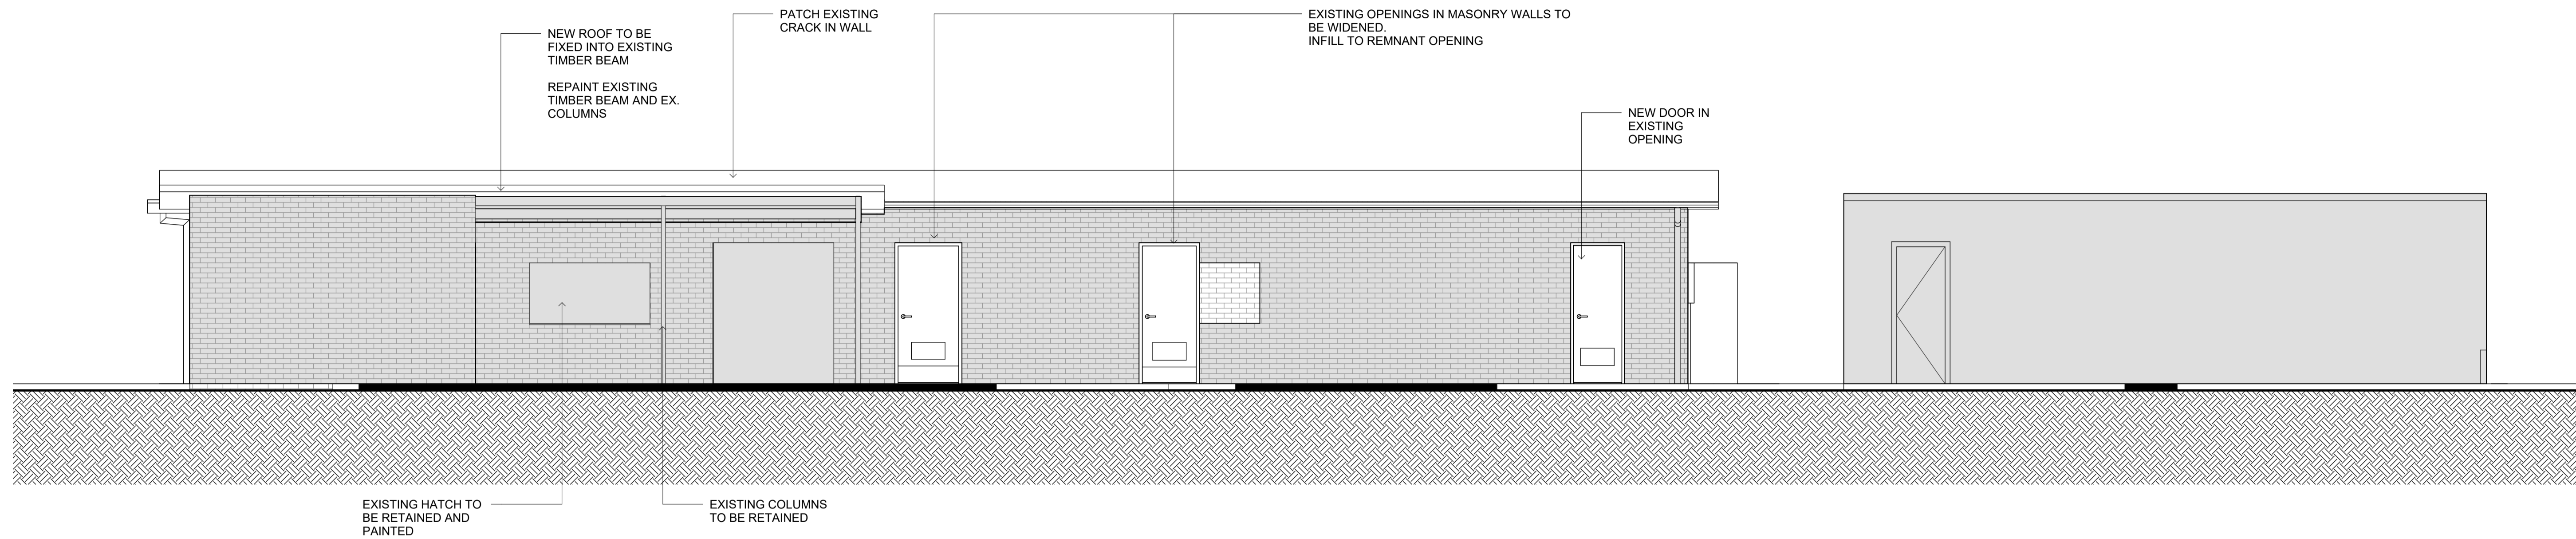 PATCH EXISTING
CRACK IN WALL
EXISTING OPENINGS IN MASONRY WALLS TO
BE WIDENED.
INFILL TO REMNANT OPENING
NEW ROOF TO BE
FIXED INTO EXISTING
TIMBER BEAM
REPAINT EXISTING
TIMBER BEAM AND EX.
COLUMNS
NEW DOOR IN
EXISTING
OPENING
EXISTING HATCH TO
BE RETAINED AND
PAINTED
EXISTING COLUMNS
TO BE RETAINED